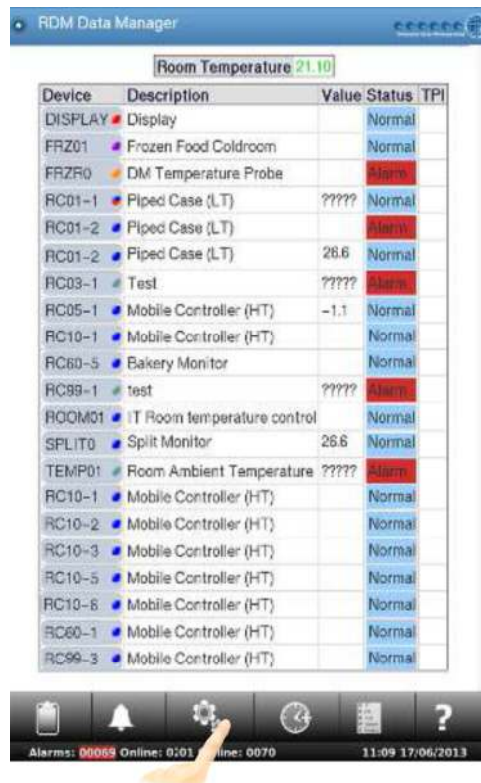 RDM Data Manager
Room Temperature 21.10
Device Description Value Status TPI
DISPLAY Display Normal
FRZ01 Frozen Food Coldroom Normal
FRZR0 DM Temperature Probe Alarm
RC01-1 Piped Case (LT) ????? Normal
RC01-2 Piped Case (LT) Alarm
RC01-2 Piped Case (LT) 26.6 Normal
RC03-1 Test ????? Alarm
RC05-1 Mobile Controller (HT) -1.1 Normal
RC10-1 Mobile Controller (HT) Normal
RC60-5 Bakery Monitor Normal
RC99-1 test ????? Alarm
ROOM01 IT Room temperature control Normal
SPLIT0 Split Monitor 26.6 Normal
TEMP01 Room Ambient Temperature ????? Alarm
RC10-1 Mobile Controller (HT) Normal
RC10-2 Mobile Controller (HT) Normal
RC10-3 Mobile Controller (HT) Normal
RC10-5 Mobile Controller (HT) Normal
RC10-8 Mobile Controller (HT) Normal
RC60-1 Mobile Controller (HT) Normal
RC99-3 Mobile Controller (HT) Normal
?
Alarms: 00069 Online: 0201 line: 0070 11:09 17/06/2013